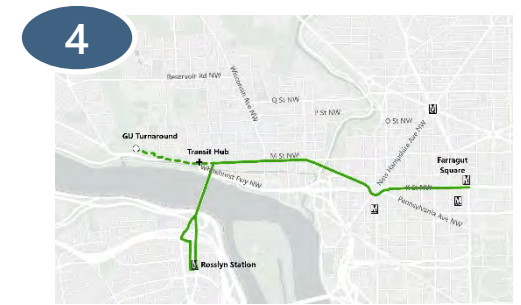 4
Reservoir Rd NW
Wisconsin Ave NW
Q St NW
P St NW
O St NW
GU Turnaround
Transit Hub
M St NW
New Hampshire Ave NW
Farragut
Square
Whitehurst Fwy NW
K St NW
Pennsylvania Ave NW
M
M
M
M
M
Rosslyn Station